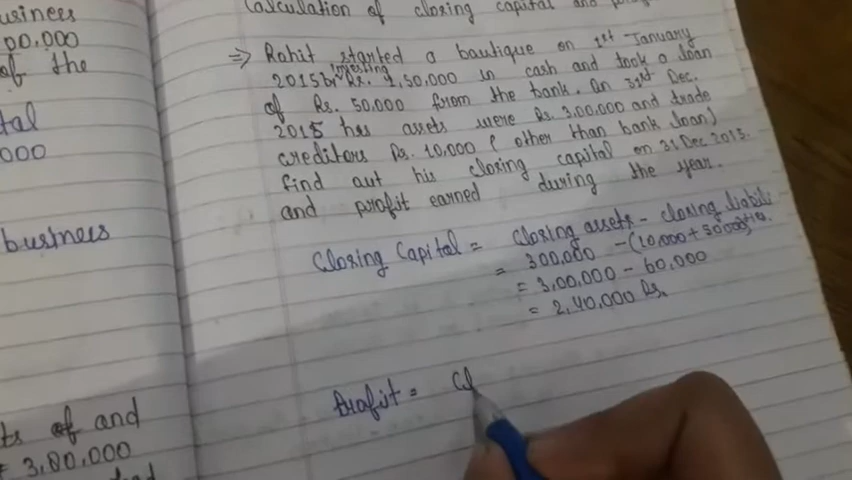 usiness
00.000
of the
tal
000
business
ts of and
= 3,00,000
Calculation of closing capital and
⇒ Rohit started a boutique on 1st January
2015 by investing Rs. 1,50,000 in cash and took a loan
of Rs. 50,000 from the bank. On 31st Dec.
2015 his assets were Rs. 3,00,000 and trade
creditors Rs. 10,000 ( other than bank loan)
find out his closing capital on 31 Dec 2015.
and profit earned during the year.
Closing Capital = closing assets - closing liabili
= 300,000 - (10,000 + 50000)
= 3,00,000 - 60,000
= 2,40,000 Rs.
Profit = Cl